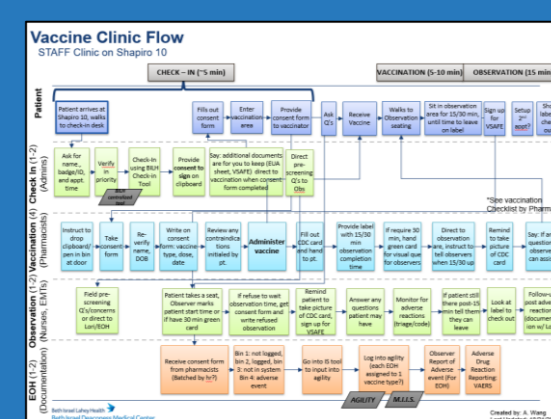 Vaccine Clinic Flow
STAFF Clinic on Shapiro 10
CHECK – IN (~5 min)
VACCINATION (5-10 min)
OBSERVATION (15 min
Patient
Patient arrives at
Shapiro 10, walks
to check-in desk
Fills out
consent
form
Enter
vaccination
area
Provide
consent form
to vaccinator
Ask
Q's
Receive
Vaccine
Walks to
Observation
seating
Sit in observation
area for 15/30 min,
until time to leave
on label
Sign up
for
VSAFE
Setup
2nd
appt?
Check In (1-2)
(Admins)
Ask for
name,
badge/ID,
and appt.
time
Verify
in
priority
Check-in
using BILH
Check in
Tool
Provide
consent to
sign on
clipboard
Say: additional documents
are for you to keep (EUA
sheet, VSAFE) direct to
vaccination when consent
form completed
Direct
pre-
screening
Q's to
Obs
*See vaccination
Checklist by Pharm
Vaccination (4)
(Pharmacists)
Instruct to
drop clipboard/
pen in bin
at door
Take
consent
form
Re-
verify
name,
DOB
Write on
consent
form: vaccine
type, dose,
date
Review any
contraindica
tions
initialed by
pt.
Administer
vaccine
Fill out
CDC card
and hand
to pt.
Provide label
with 15/30
min
observation
completion
time
If require 30
min, hand
green card
for visual que
for observers
Direct to
observation
are, instruct to
tell observers
when 15/30 up
Remind
to take
picture
of CDC
card
Observation (1-2)
(Nurses, EMTs)
Field pre-
screening
Q's/concerns
or direct to
Lori/EOH
Patient takes a seat,
Observer marks
patient start time or
if have 30 min green
card
If refuse to wait
observation time, get
consent form and
write refused
observation
Remind
patient to
take picture
of CDC card,
sign up for
VSAFE
Answer any
questions
patient may
have
Monitor for
adverse
reactions
(triage/code)
If patient still
there post-15
min tell them
they can
leave
Look at
label to
check out
EOH (1-2)
(Documentation)
Receive consent form
from pharmacists
(Batched by hr?)
Bin 1: not logged,
bin 2, logged, bin
3: not in system
Bin 4: adverse
event
Go into IS tool
to input into
agility
Log into agility
(each EOH
assigned to 1
vaccine type?)
Observer
Report of
Adverse
event (For
EOH)
Adverse
Drug
Reaction
Reporting:
VAERS
AGILITY
M.I.I.S.
Beth Israel Lahey Health
Beth Israel Deaconess Medical Center
Created by: A. Wang